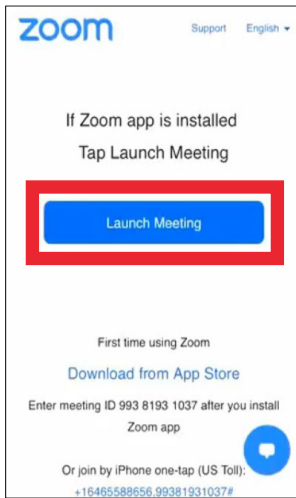 zoom Support English
If Zoom app is installed
Tap Launch Meeting
Launch Meeting
First time using Zoom
Download from App Store
Enter meeting ID 993 8193 1037 after you install
Zoom app
Or join by iPhone one-tap (US Toll):
+16465588656,99381931037#